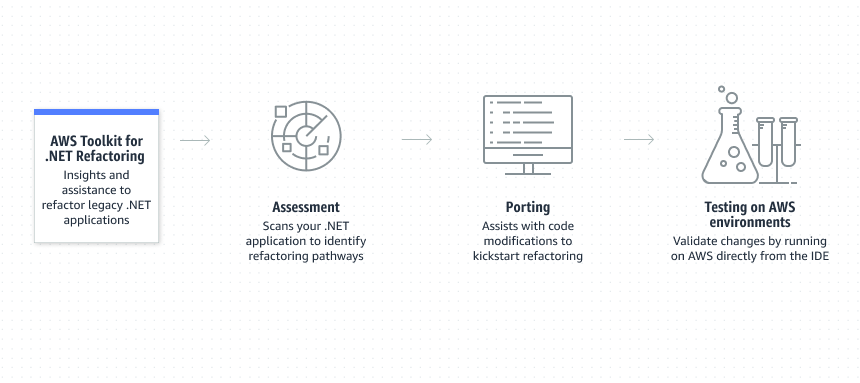 AWS Toolkit for
.NET Refactoring
Insights and
assistance to
refactor legacy .NET
applications
Assessment
Scans your .NET
application to identify
refactoring pathways
Porting
Assists with code
modifications to
kickstart refactoring
Testing on AWS
environments
Validate changes by running
on AWS directly from the IDE